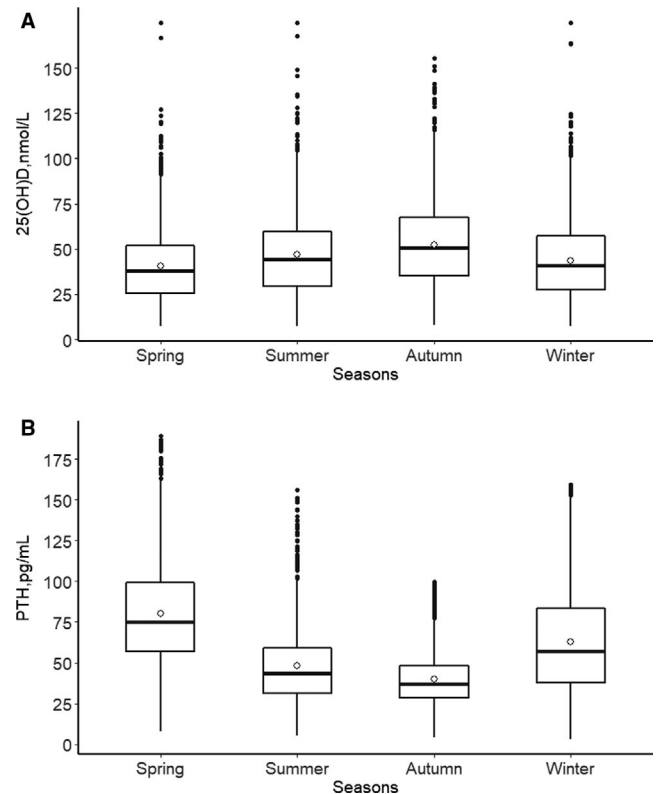 A
25(OH)D,nmol/L
150
125
100
75
50
25
0
Spring Summer Autumn Winter
Seasons
B
PTH,pg/mL
175
150
125
100
75
50
25
0
Spring Summer Autumn Winter
Seasons